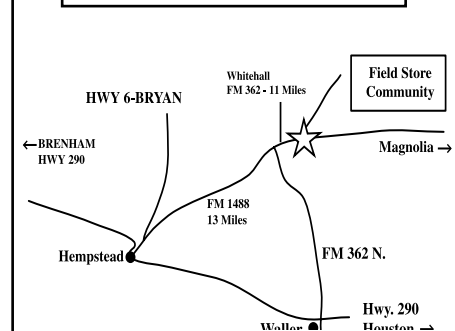 Whitehall
FM 362 - 11 Miles
Field Store
Community
HWY 6-BRYAN
←BRENHAM
HWY 290
Magnolia →
FM 1488
13 Miles
Hempstead
FM 362 N.
Hwy. 290
Houston →
Waller